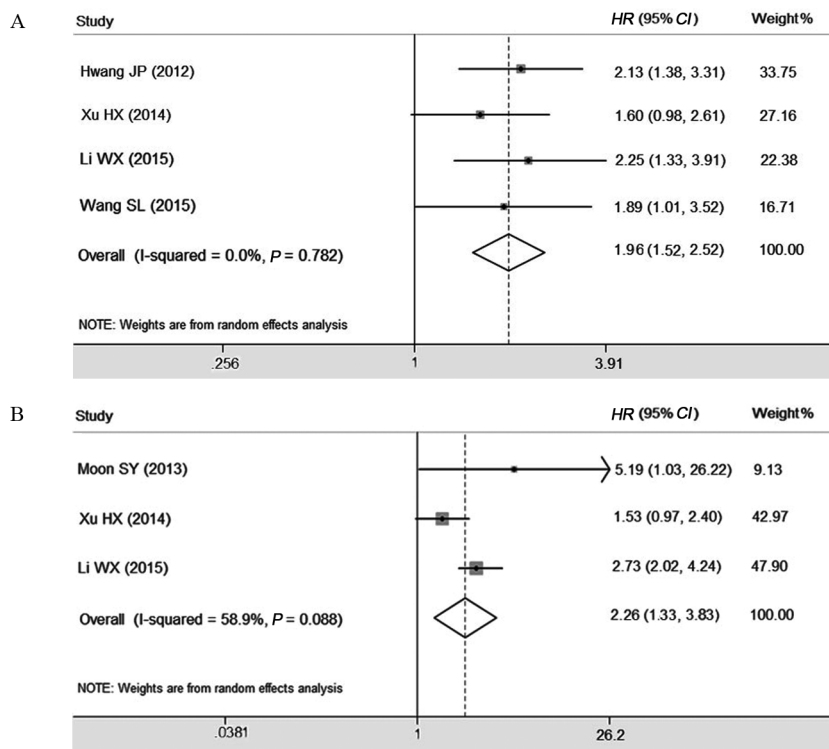 A
Study HR (95% CI) Weight%
Hwang JP (2012) 2.13 (1.38, 3.31) 33.75
Xu HX (2014) 1.60 (0.98, 2.61) 27.16
Li WX (2015) 2.25 (1.33, 3.91) 22.38
Wang SL (2015) 1.89 (1.01, 3.52) 16.71
Overall (I-squared = 0.0%, P = 0.782) 1.96 (1.52, 2.52) 100.00
NOTE: Weights are from random effects analysis
.256 1 3.91
B
Study HR (95% CI) Weight%
Moon SY (2013) 5.19 (1.03, 26.22) 9.13
Xu HX (2014) 1.53 (0.97, 2.40) 42.97
Li WX (2015) 2.73 (2.02, 4.24) 47.90
Overall (I-squared = 58.9%, P = 0.088) 2.26 (1.33, 3.83) 100.00
NOTE: Weights are from random effects analysis
.0381 1 26.2